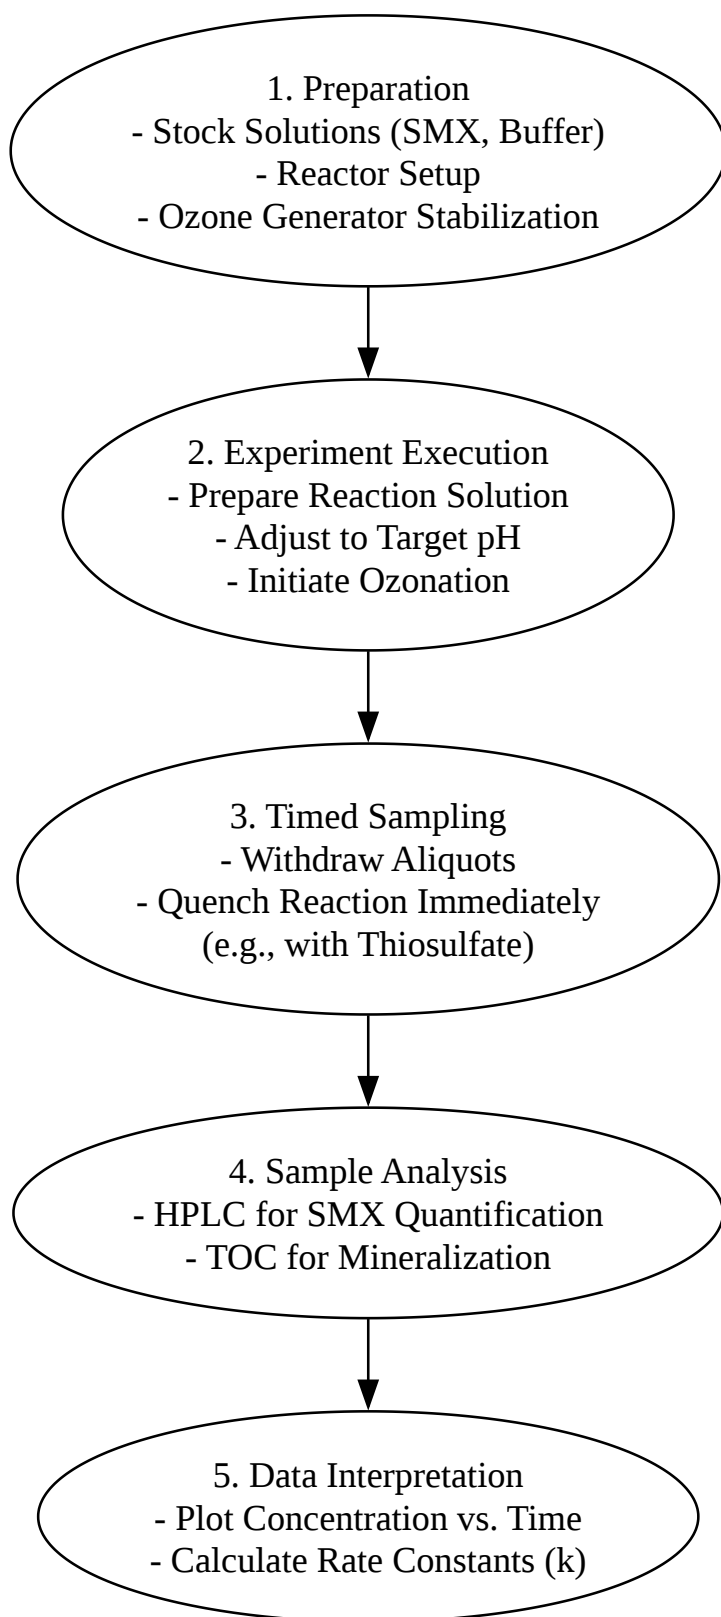 1. Preparation
- Stock Solutions (SMX, Buffer)
- Reactor Setup
- Ozone Generator Stabilization
2. Experiment Execution
- Prepare Reaction Solution
- Adjust to Target pH
- Initiate Ozonation
3. Timed Sampling
- Withdraw Aliquots
- Quench Reaction Immediately
(e.g., with Thiosulfate)
4. Sample Analysis
- HPLC for SMX Quantification
- TOC for Mineralization
5. Data Interpretation
- Plot Concentration vs. Time
- Calculate Rate Constants (k)